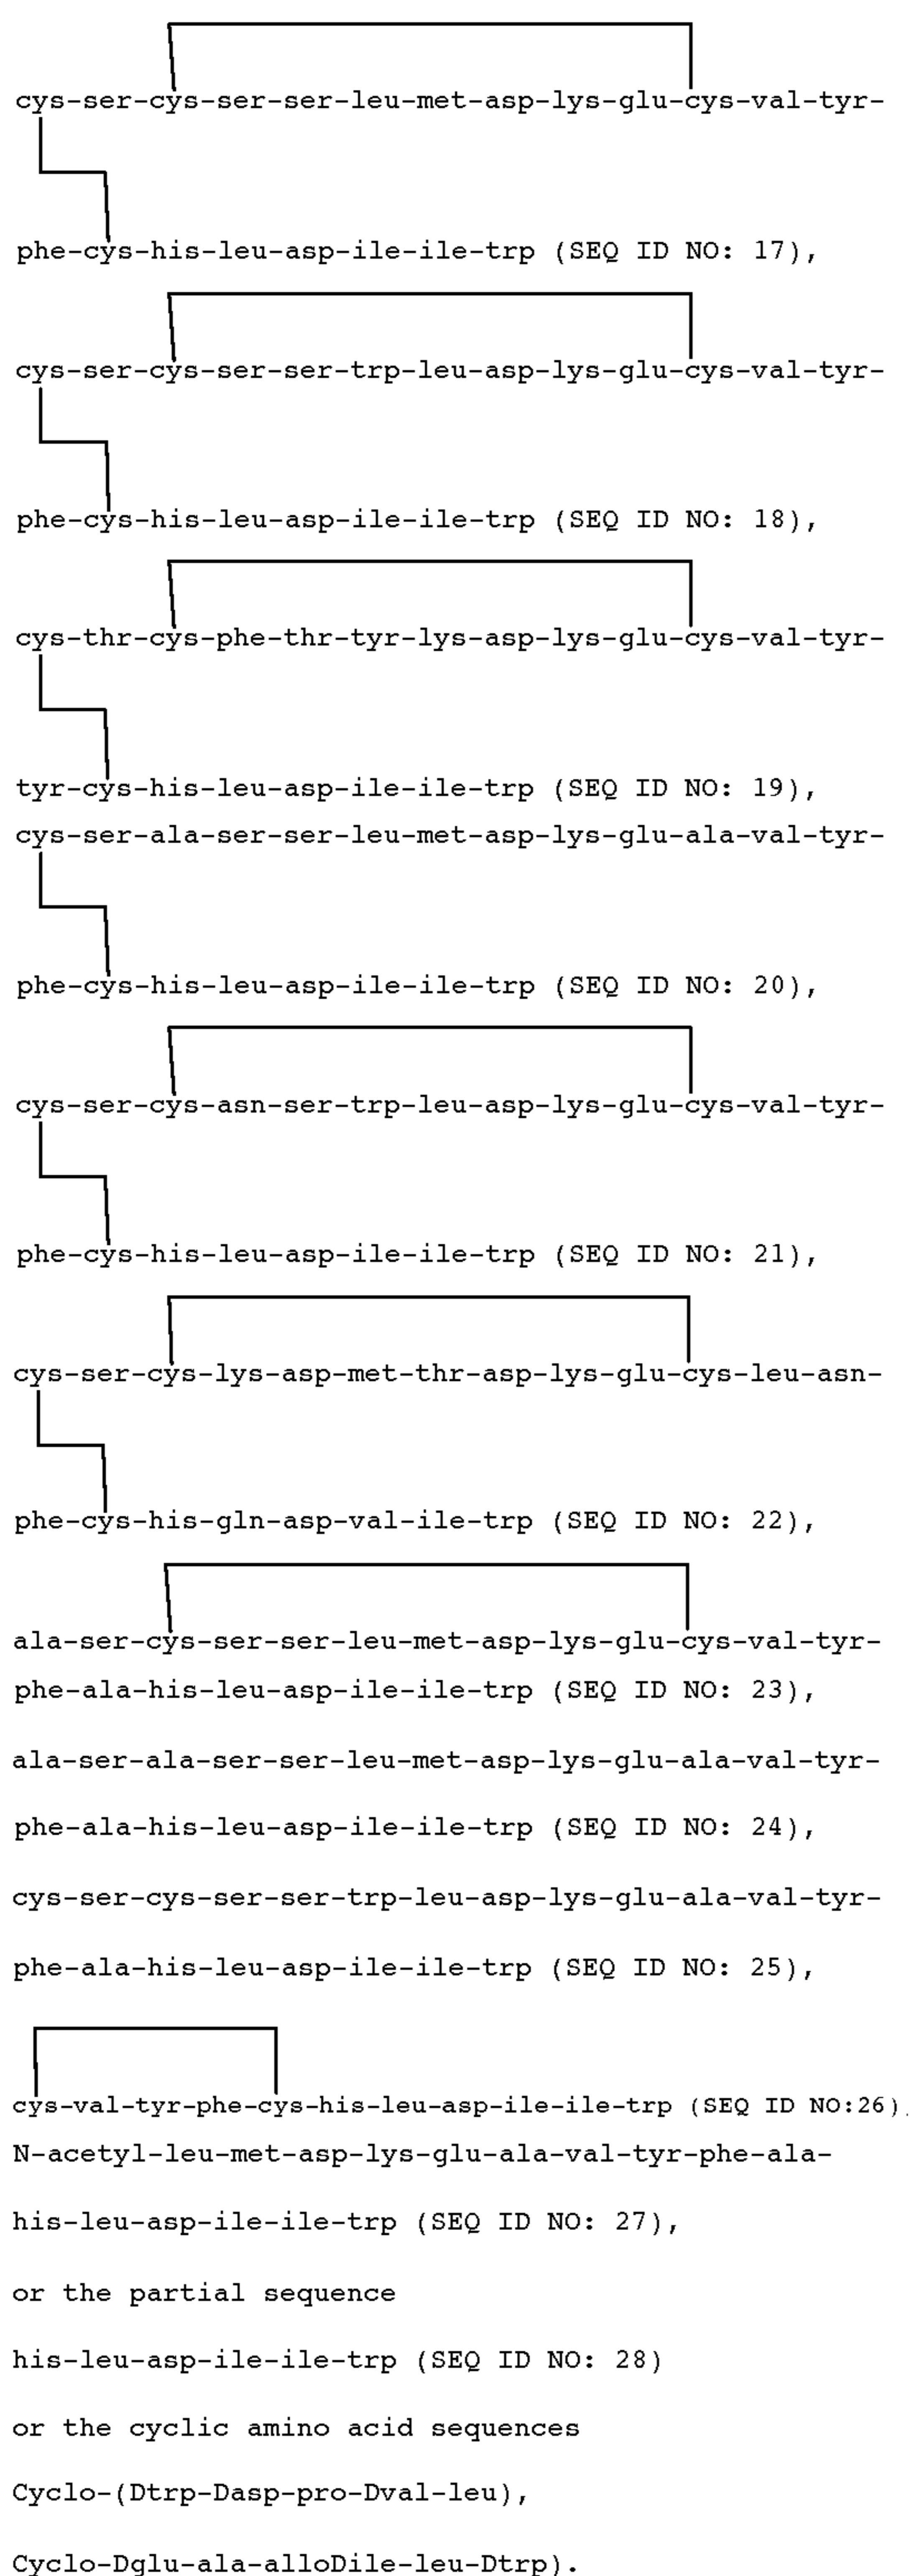 cys-ser-cys-ser-ser-leu-met-asp-lys-glu-cys-val-tyr-
phe-cys-his-leu-asp-ile-ile-trp (SEQ ID NO: 17),
cys-ser-cys-ser-ser-trp-leu-asp-lys-glu-cys-val-tyr-
phe-cys-his-leu-asp-ile-ile-trp (SEQ ID NO: 18),
cys-thr-cys-phe-thr-tyr-lys-asp-lys-glu-cys-val-tyr-
tyr-cys-his-leu-asp-ile-ile-trp (SEQ ID NO: 19),
cys-ser-ala-ser-ser-leu-met-asp-lys-glu-ala-val-tyr-
phe-cys-his-leu-asp-ile-ile-trp (SEQ ID NO: 20),
cys-ser-cys-asn-ser-trp-leu-asp-lys-glu-cys-val-tyr-
phe-cys-his-leu-asp-ile-ile-trp (SEQ ID NO: 21),
cys-ser-cys-lys-asp-met-thr-asp-lys-glu-cys-leu-asn-
phe-cys-his-gln-asp-val-ile-trp (SEQ ID NO: 22),
ala-ser-cys-ser-ser-leu-met-asp-lys-glu-cys-val-tyr-
phe-ala-his-leu-asp-ile-ile-trp (SEQ ID NO: 23),
ala-ser-ala-ser-ser-leu-met-asp-lys-glu-ala-val-tyr-
phe-ala-his-leu-asp-ile-ile-trp (SEQ ID NO: 24),
cys-ser-cys-ser-ser-trp-leu-asp-lys-glu-ala-val-tyr-
phe-ala-his-leu-asp-ile-ile-trp (SEQ ID NO: 25),
cys-val-tyr-phe-cys-his-leu-asp-ile-ile-trp (SEQ ID NO:26),
N-acetyl-leu-met-asp-lys-glu-ala-val-tyr-phe-ala-
his-leu-asp-ile-ile-trp (SEQ ID NO: 27),
or the partial sequence
his-leu-asp-ile-ile-trp (SEQ ID NO: 28)
or the cyclic amino acid sequences
Cyclo-(Dtrp-Dasp-pro-Dval-leu),
Cyclo-Dglu-ala-alloDile-leu-Dtrp).